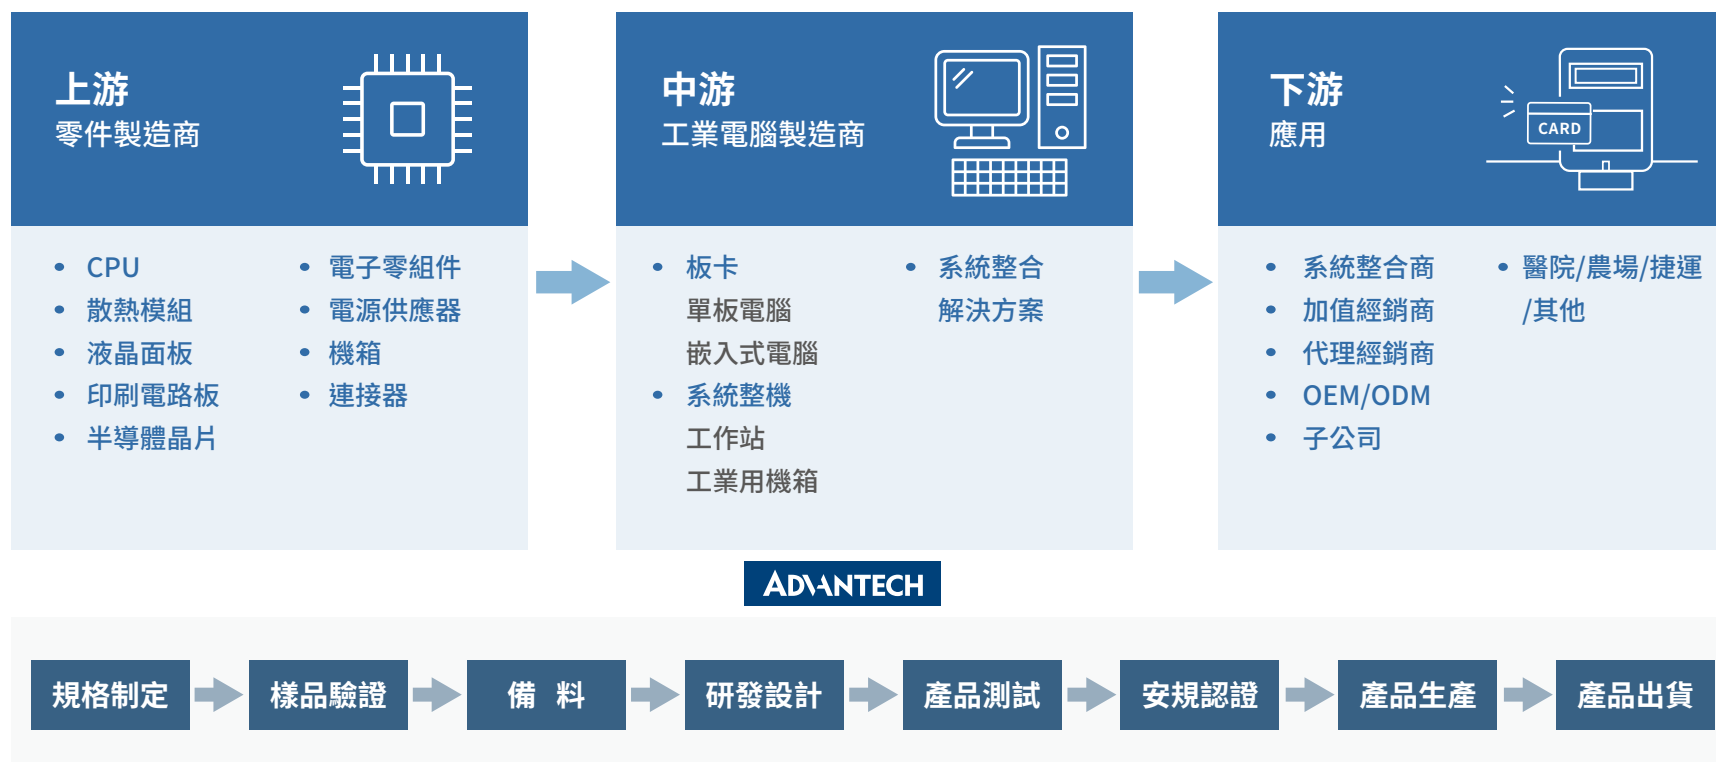 上游
零件製造商
CPU
散熱模組
液晶面板
印刷電路板
半導體晶片
電子零組件
電源供應器
機箱
連接器
中游
工業電腦製造商
板卡
單板電腦
嵌入式電腦
系統整機
工作站
工業用機箱
系統整合
解決方案
下游
應用
CARD
系統整合商
加值經銷商
代理經銷商
OEM/ODM
子公司
醫院/農場/捷運
/其他
ADVANTECH
規格制定
樣品驗證
備 料
研發設計
產品測試
安規認證
產品生產
產品出貨